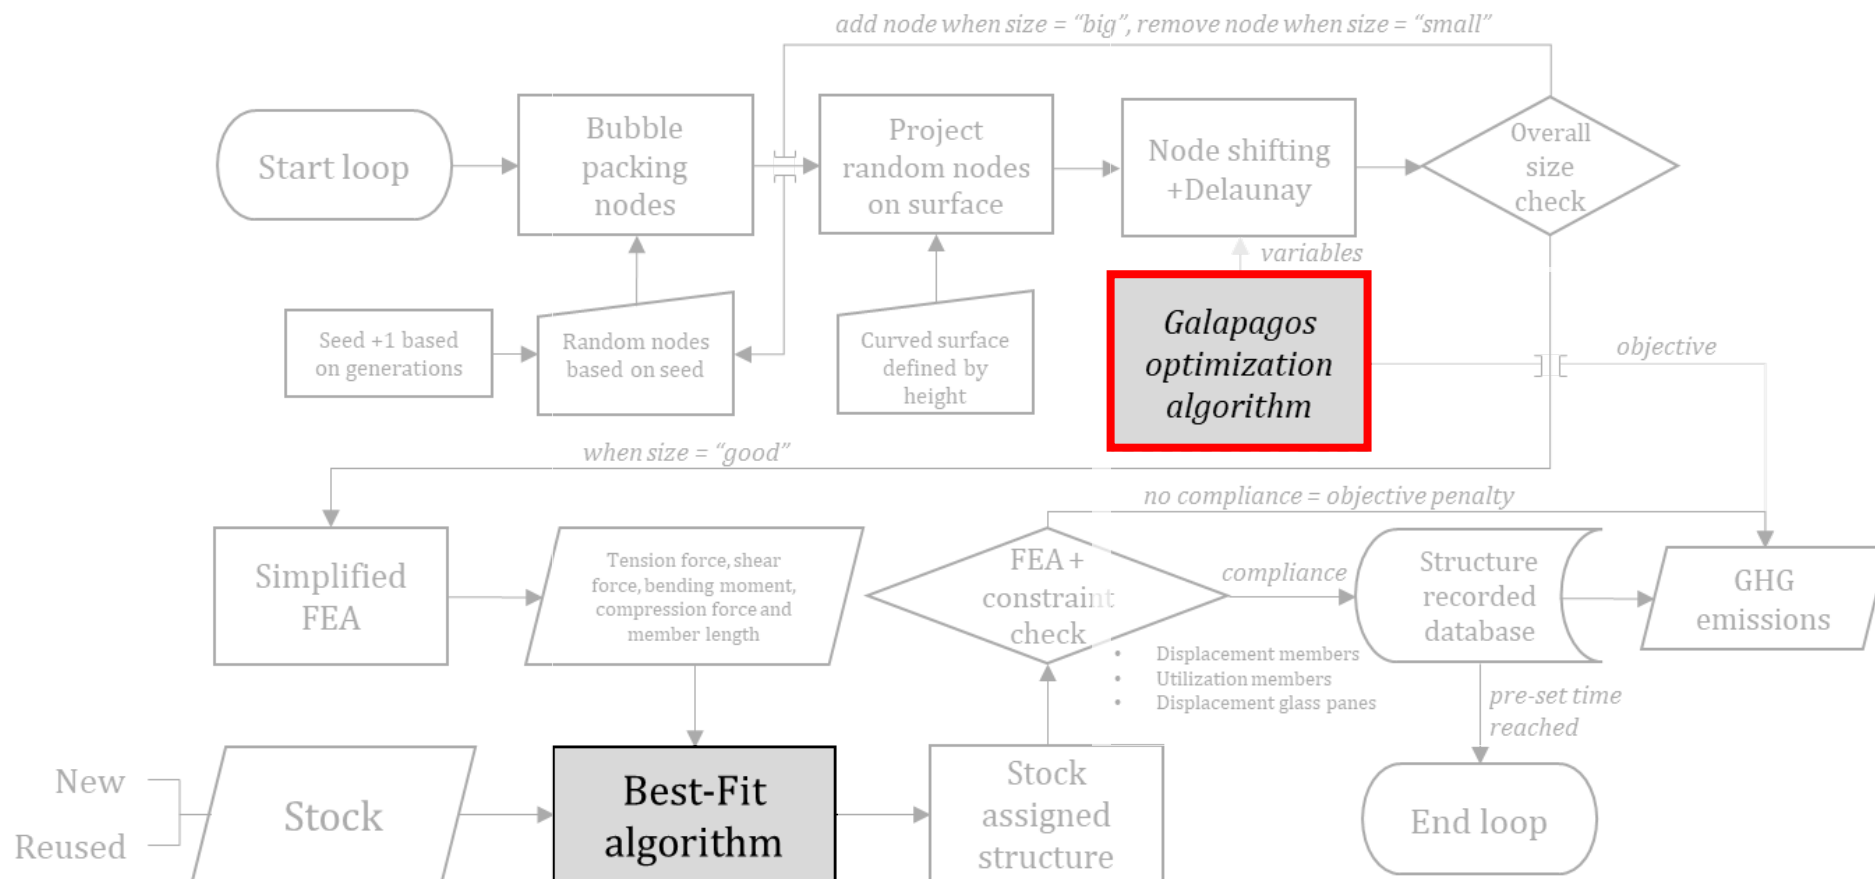 add node when size = “big”, remove node when size = “small”
Start loop
Bubble
packing
nodes
Project
random nodes
on surface
Node shifting
+Delaunay
Overall
size
check
variables
Seed +1 based
on generations
Random nodes
based on seed
Curved surface
defined by
height
Galapagos
optimization
algorithm
objective
when size = “good”
no compliance = objective penalty
Simplified
FEA
Tension force, shear
force, bending moment,
compression force and
member length
FEA +
constraint
check
compliance
Structure
recorded
database
GHG
emissions
• Displacement members
• Utilization members
• Displacement glass panes
pre-set time
reached
New
Reused
Stock
Best-Fit
algorithm
Stock
assigned
structure
End loop